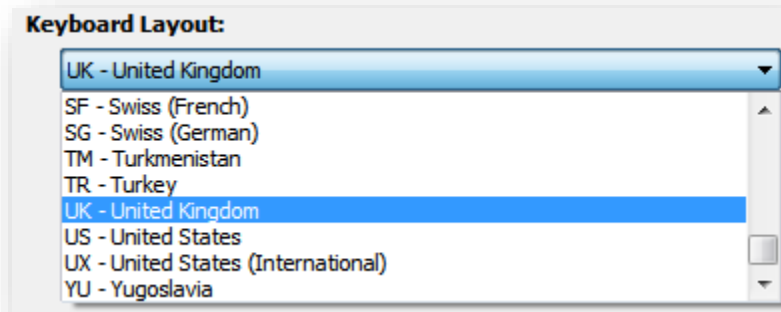 Keyboard Layout:
UK - United Kingdom
SF - Swiss (French)
SG - Swiss (German)
TM - Turkmenistan
TR - Turkey
UK - United Kingdom
US - United States
UX - United States (International)
YU - Yugoslavia